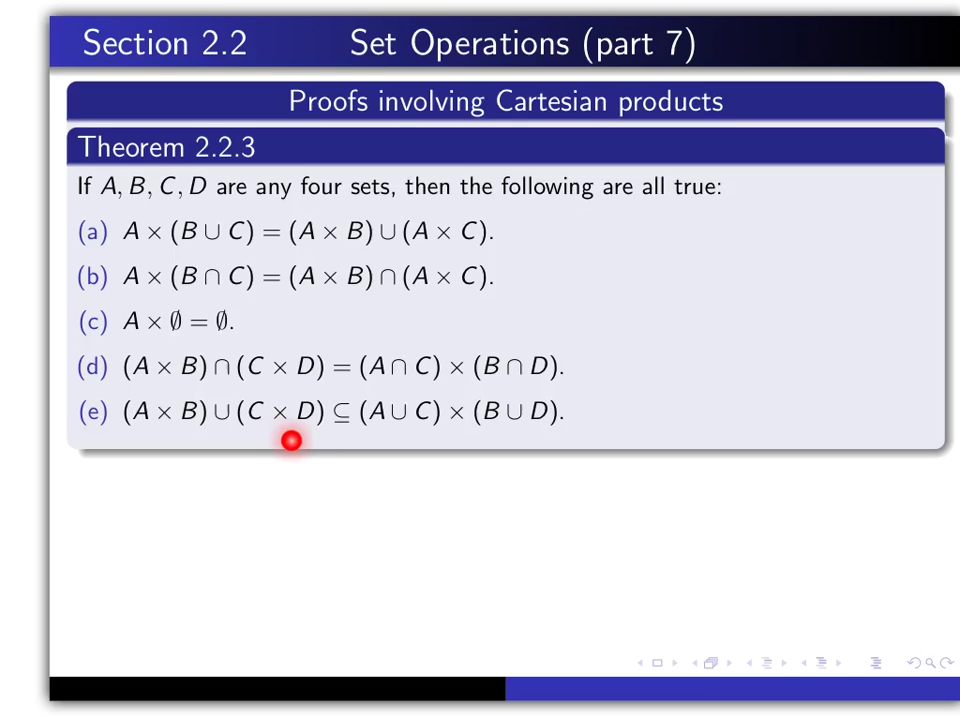 Section 2.2 Set Operations (part 7)
Proofs involving Cartesian products
Theorem 2.2.3
If A, B, C, D are any four sets, then the following are all true:
(a) A × (B ∪ C) = (A × B) ∪ (A × C).
(b) A × (B ∩ C) = (A × B) ∩ (A × C).
(c) A × ∅ = ∅.
(d) (A × B) ∩ (C × D) = (A ∩ C) × (B ∩ D).
(e) (A × B) ∪ (C × D) ⊆ (A ∪ C) × (B ∪ D).